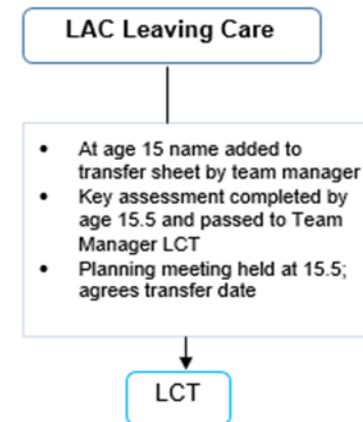 LAC Leaving Care
• At age 15 name added to
transfer sheet by team manager
• Key assessment completed by
age 15.5 and passed to Team
Manager LCT
• Planning meeting held at 15.5;
agrees transfer date
LCT